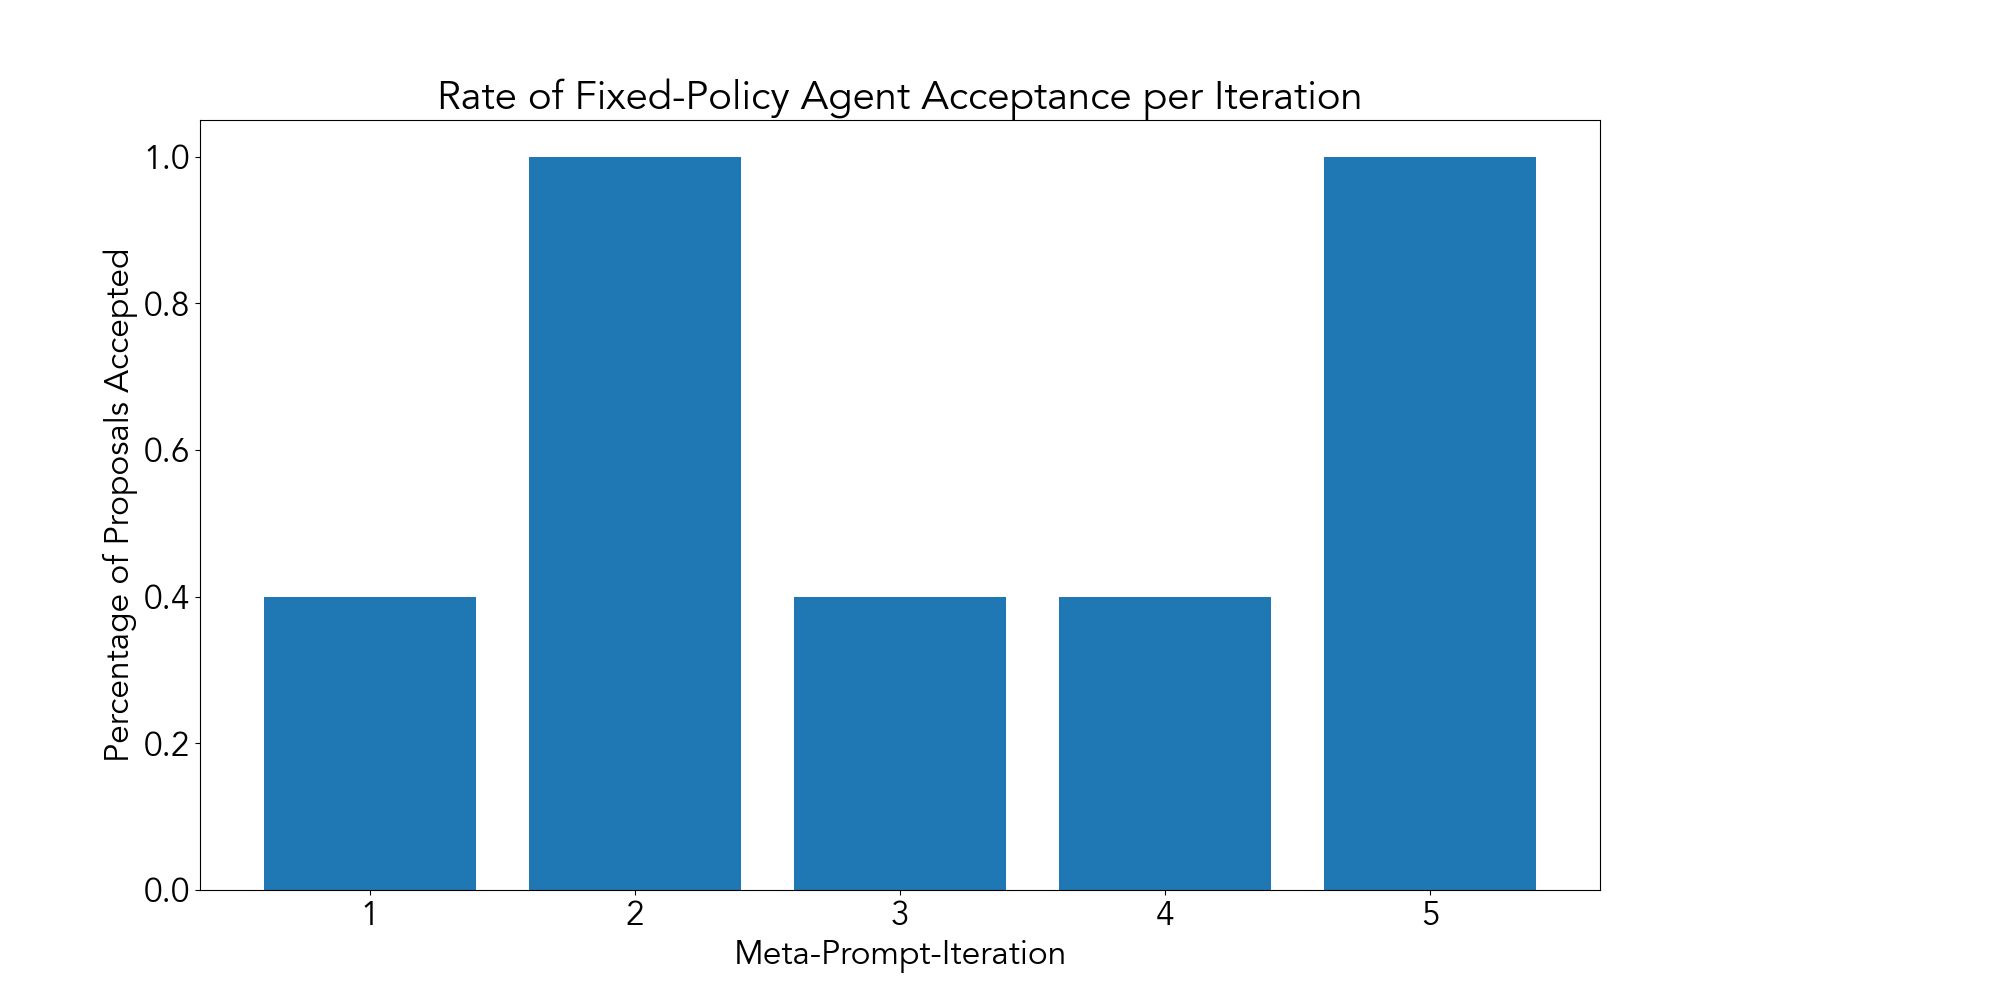 Rate of Fixed-Policy Agent Acceptance per Iteration
Percentage of Proposals Accepted
1.0
0.8
0.6
0.4
0.2
0.0
1 2 3 4 5
Meta-Prompt-Iteration